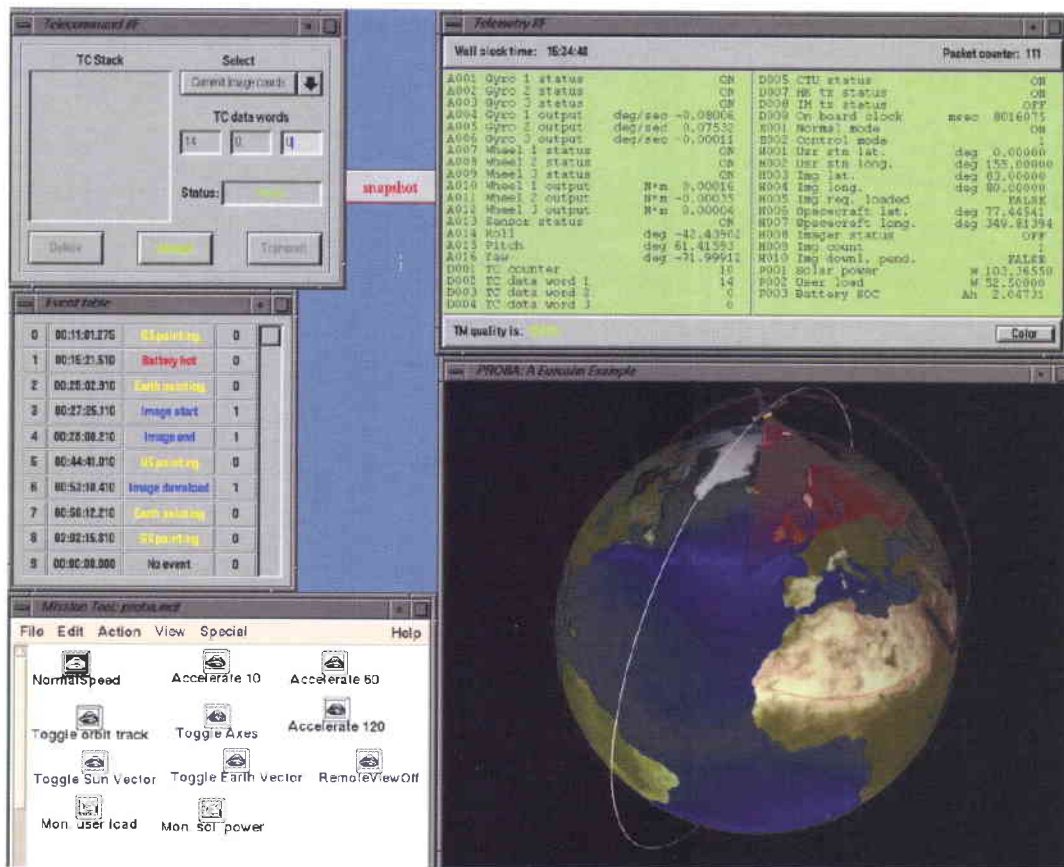 Telecommand I/F
TC Stack
Select
Current image coords
TC data words
14 0 0
Status:
Delete
Transmit
snapshot
Telemetry I/F
Wall clock time: 15:34:48 Packet counter: 111
A001 Gyro 1 status ON
A002 Gyro 2 status ON
A003 Gyro 3 status ON
A004 Gyro 1 output deg/sec -0.08006
A005 Gyro 2 output deg/sec 0.07532
A006 Gyro 3 output deg/sec -0.00011
A007 Wheel 1 status ON
A008 Wheel 2 status ON
A009 Wheel 3 status ON
A010 Wheel 1 output N*m 0.00016
A011 Wheel 2 output N*m -0.00035
A012 Wheel 3 output N*m 0.00004
A013 Sensor status ON
A014 Roll deg -42.43962
A015 Pitch deg 61.41593
A016 Yaw deg -71.99911
D001 TC counter 10
D002 TC data word 1 14
D003 TC data word 2 0
D004 TC data word 3 0
D005 CTU status ON
D007 HK tx status ON
D008 IM tx status OFF
D009 On board clock msec 8016075
E001 Normal mode ON
E002 Control mode 1
H001 Usr stn lat. deg 0.00000
H002 Usr stn long. deg 155.00000
H003 Img lat. deg 63.00000
H004 Img long. deg 80.00000
H005 Img req. loaded FALSE
H006 Spacecraft lat. deg 77.44541
H007 Spacecraft long. deg 349.81394
H008 Imager status OFF
H009 Img count 1
H010 Img downl. pend. FALSE
P001 Solar power W 103.36550
P002 User load W 52.50000
P003 Battery SOC Ah 2.04731
TM quality is:
Color
Event table
0 00:11:01.275 GS pointing 0
1 00:15:21.510 Battery hot 0
2 00:25:02.910 Earth pointing 0
3 00:27:25.110 Image start 1
4 00:28:08.210 Image end 1
5 00:44:41.010 US pointing 0
6 00:53:18.410 Image download 1
7 00:56:12.210 Earth pointing 0
8 02:02:15.810 GS pointing 0
9 00:00:00.000 No event 0
PROBA: A Eurosim Example
Mission Tool: proba.mdl
File Edit Action View Special Help
NormalSpeed Accelerate 10 Accelerate 60
Toggle orbit track Toggle Axes Accelerate 120
Toggle Sun Vector Toggle Earth Vector RemoteViewOff
Mon. user load Mon. sol. power